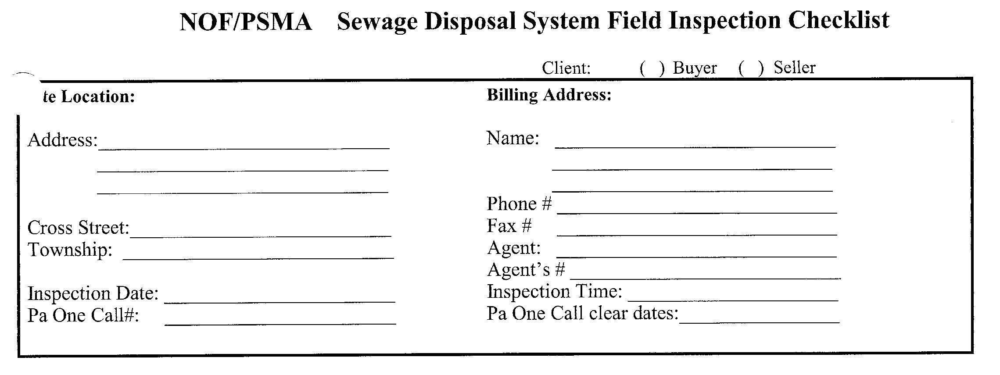 NOF/PSMA Sewage Disposal System Field Inspection Checklist
Client: ( ) Buyer ( ) Seller
te Location:
Billing Address:
Address:
Name:
Phone #
Cross Street:
Fax #
Township:
Agent:
Agent's #
Inspection Date:
Inspection Time:
Pa One Call#:
Pa One Call clear dates: